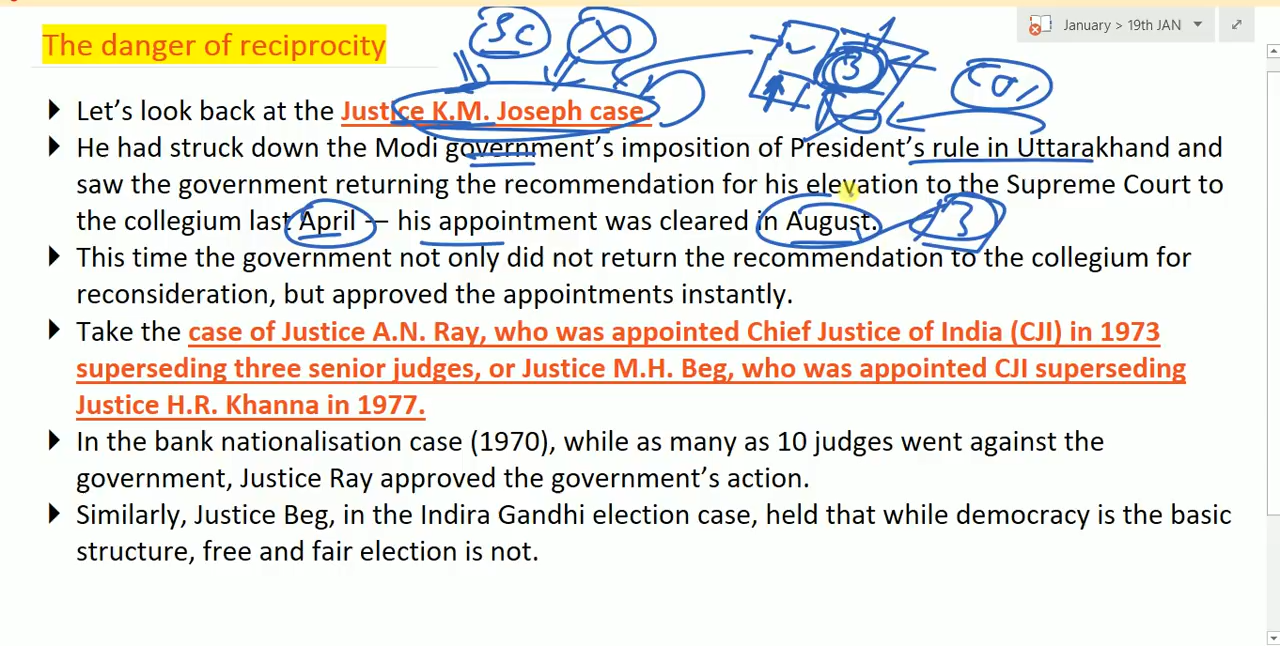 January > 19th JAN
The danger of reciprocity
SC
Let's look back at the Justice K.M. Joseph case.
3
Col
He had struck down the Modi government's imposition of President's rule in Uttarakhand and
saw the government returning the recommendation for his elevation to the Supreme Court to
the collegium last April – his appointment was cleared in August.
3
This time the government not only did not return the recommendation to the collegium for
reconsideration, but approved the appointments instantly.
Take the case of Justice A.N. Ray, who was appointed Chief Justice of India (CJI) in 1973
superseding three senior judges, or Justice M.H. Beg, who was appointed CJI superseding
Justice H.R. Khanna in 1977.
In the bank nationalisation case (1970), while as many as 10 judges went against the
government, Justice Ray approved the government's action.
Similarly, Justice Beg, in the Indira Gandhi election case, held that while democracy is the basic
structure, free and fair election is not.